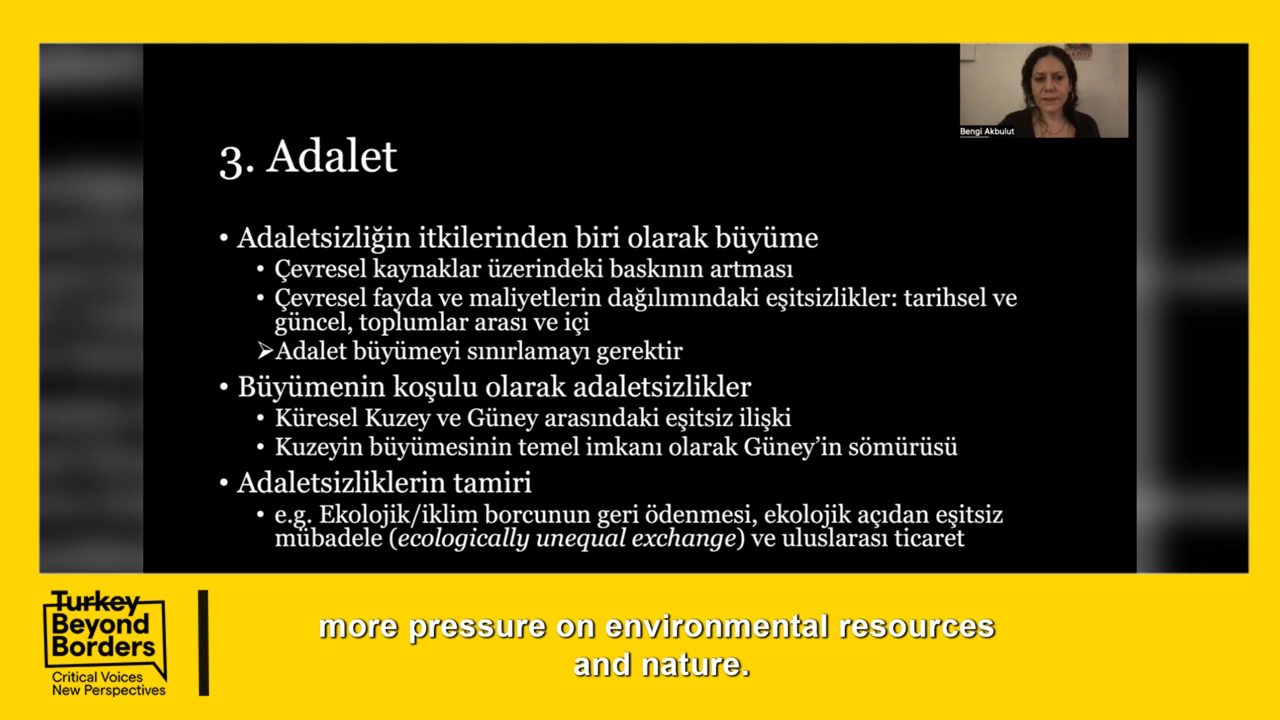 Bengi Akbulut
3. Adalet
• Adaletsizliğin itkilerinden biri olarak büyüme
• Çevresel kaynaklar üzerindeki baskının artması
• Çevresel fayda ve maliyetlerin dağılımındaki eşitsizlikler: tarihsel ve
güncel, toplumlar arası ve içi
➢Adalet büyümeyi sınırlamayı gerektir
• Büyümenin koşulu olarak adaletsizlikler
• Küresel Kuzey ve Güney arasındaki eşitsiz ilişki
• Kuzeyin büyümesinin temel imkanı olarak Güney’in sömürüsü
• Adaletsizliklerin tamiri
• e.g. Ekolojik/iklim borcunun geri ödenmesi, ekolojik açıdan eşitsiz
mübadele (ecologically unequal exchange) ve uluslarası ticaret
Turkey
Beyond
Borders
Critical Voices
New Perspectives
more pressure on environmental resources
and nature.